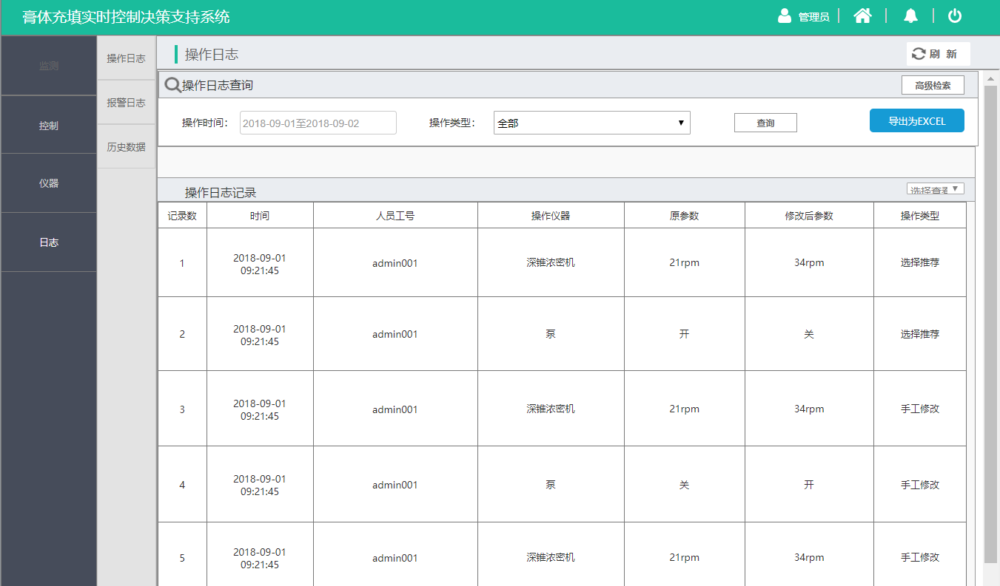 膏体充填实时控制决策支持系统
管理员
监测
控制
仪器
日志
操作日志
报警日志
历史数据
操作日志
刷 新
操作日志查询
高级检索
操作时间： 2018-09-01至2018-09-02 操作类型： 全部 查询 导出为EXCEL
操作日志记录
选择查
记录数 时间 人员工号 操作仪器 原参数 修改后参数 操作类型
1 2018-09-01 09:21:45 admin001 深锥浓密机 21rpm 34rpm 选择推荐
2 2018-09-01 09:21:45 admin001 泵 开 关 选择推荐
3 2018-09-01 09:21:45 admin001 深锥浓密机 21rpm 34rpm 手工修改
4 2018-09-01 09:21:45 admin001 泵 关 开 手工修改
5 2018-09-01 09:21:45 admin001 深锥浓密机 21rpm 34rpm 手工修改